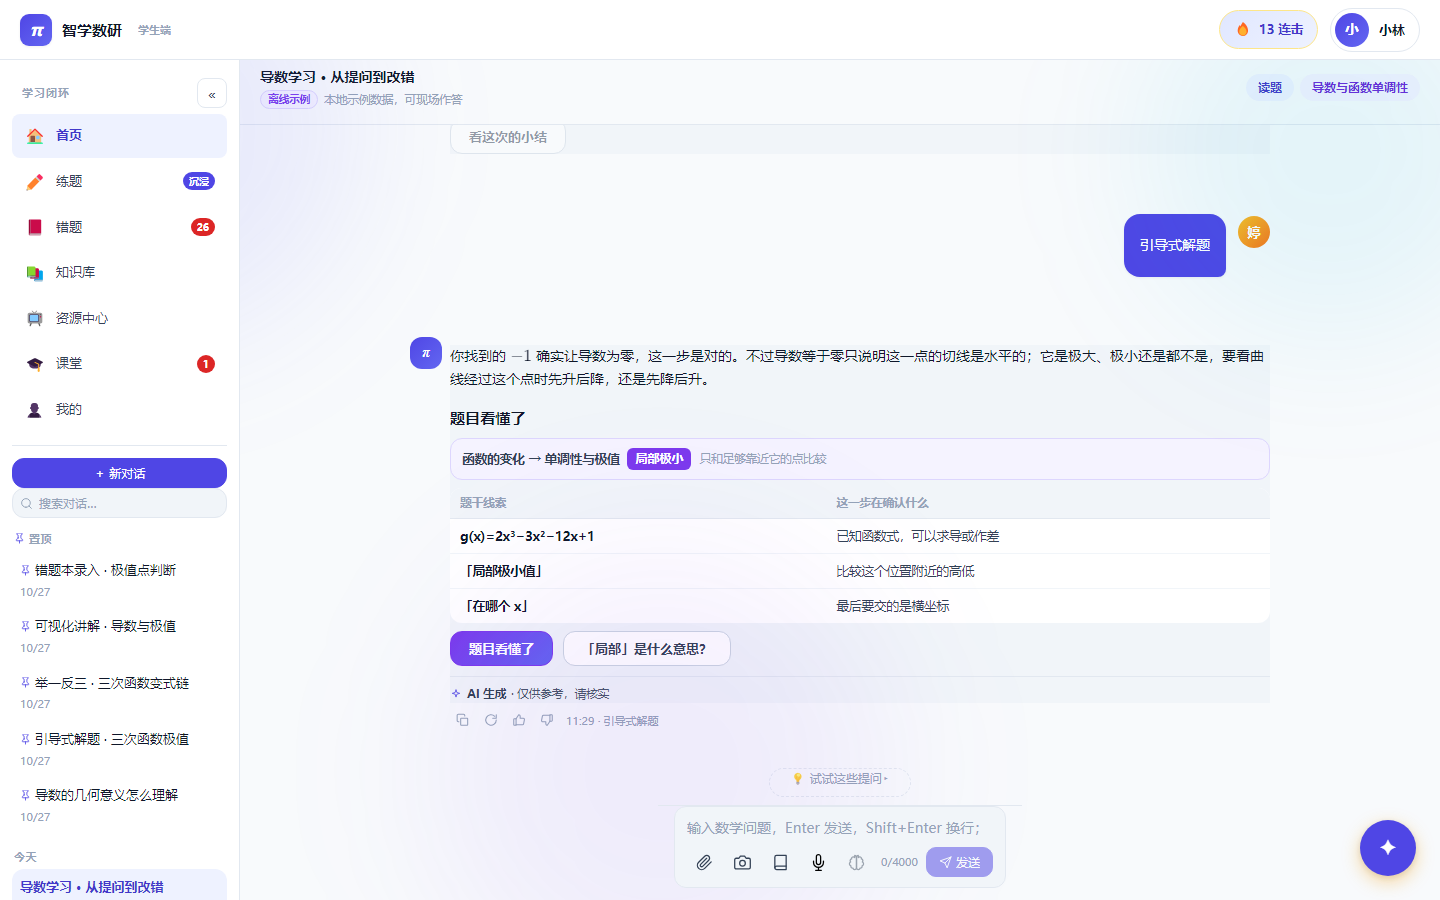 π 智学数研 学生端
13 连击
小 小林
学习闭环 «
首页
练题 沉浸
错题 26
知识库
资源中心
课堂 1
我的
+ 新对话
搜索对话...
置顶
错题本录入 · 极值点判断
10/27
可视化讲解 · 导数与极值
10/27
举一反三 · 三次函数变式链
10/27
引导式解题 · 三次函数极值
10/27
导数的几何意义怎么理解
10/27
今天
导数学习 • 从提问到改错
导数学习 • 从提问到改错
离线示例 本地示例数据，可现场作答
读题 导数与函数单调性
看这次的小结
引导式解题 婷
π
你找到的 −1 确实让导数为零，这一步是对的。不过导数等于零只说明这一点的切线是水平的；它是极大、极小还是都不是，要看曲
线经过这个点时先升后降，还是先降后升。
题目看懂了
函数的变化 → 单调性与极值 局部极小 只和足够靠近它的点比较
题干线索 这一步在确认什么
g(x)=2x³−3x²−12x+1 已知函数式，可以求导或作差
「局部极小值」 比较这个位置附近的高低
「在哪个 x」 最后要交的是横坐标
题目看懂了 「局部」是什么意思？
AI 生成 · 仅供参考，请核实
11:29 · 引导式解题
试试这些提问
输入数学问题，Enter 发送，Shift+Enter 换行；
0/4000 发送